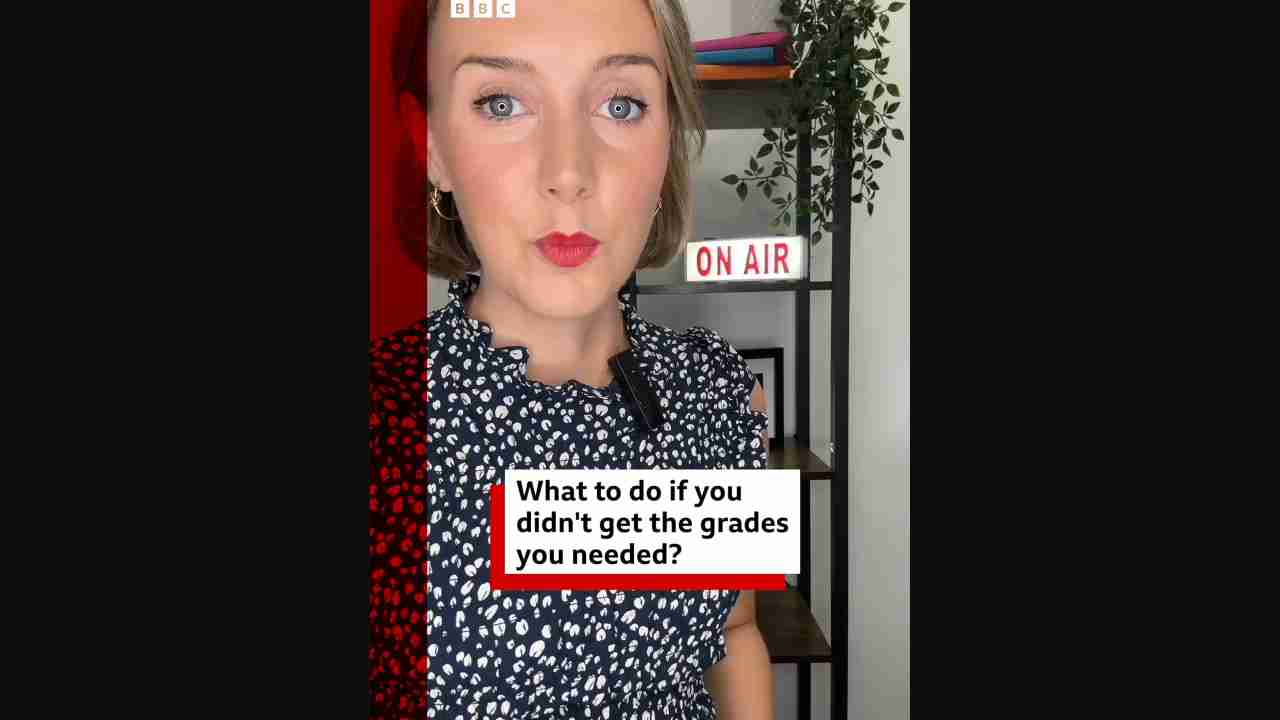 BBC
ON AIR
What to do if you
didn't get the grades
you needed?